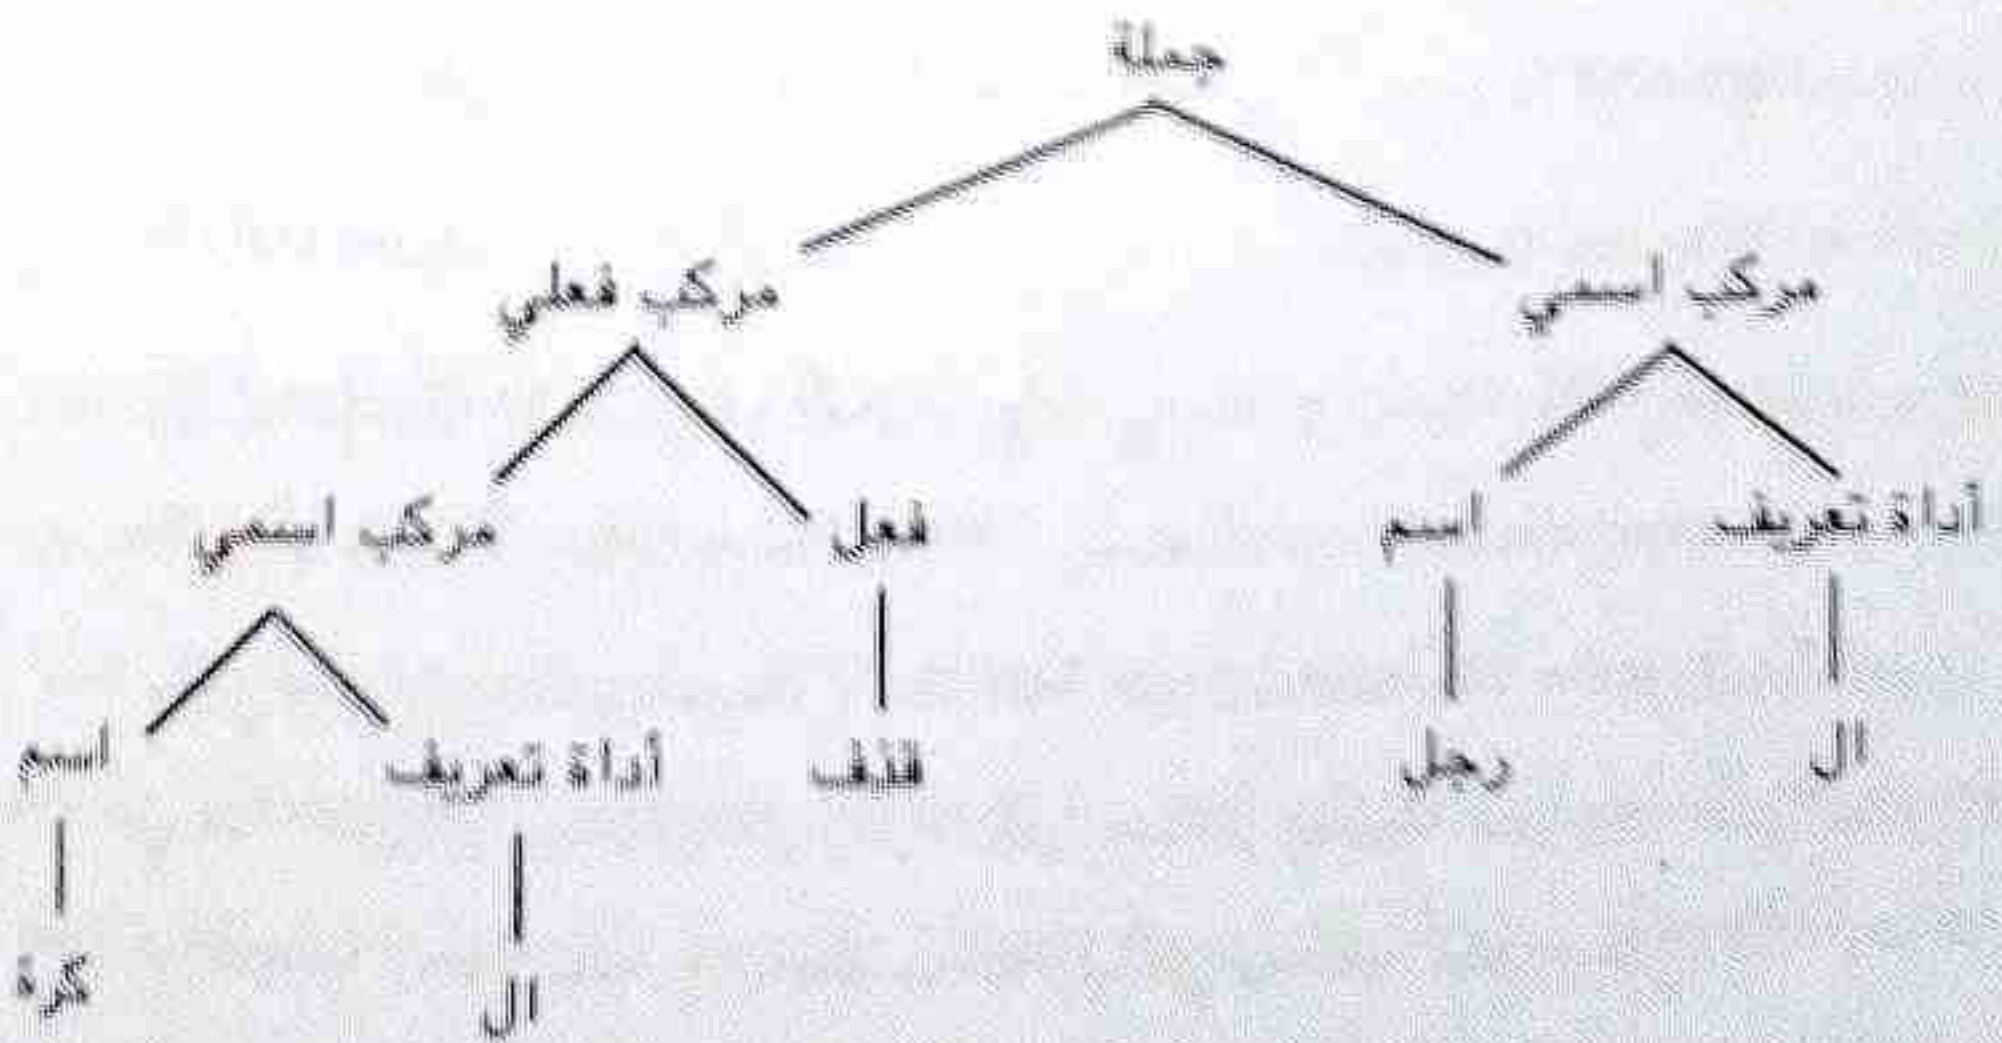 جملة
مركب اسمي مركب فعلي
أداة تعريف اسم فعل مركب اسمي
ال رجل قذف أداة تعريف اسم
ال كرة